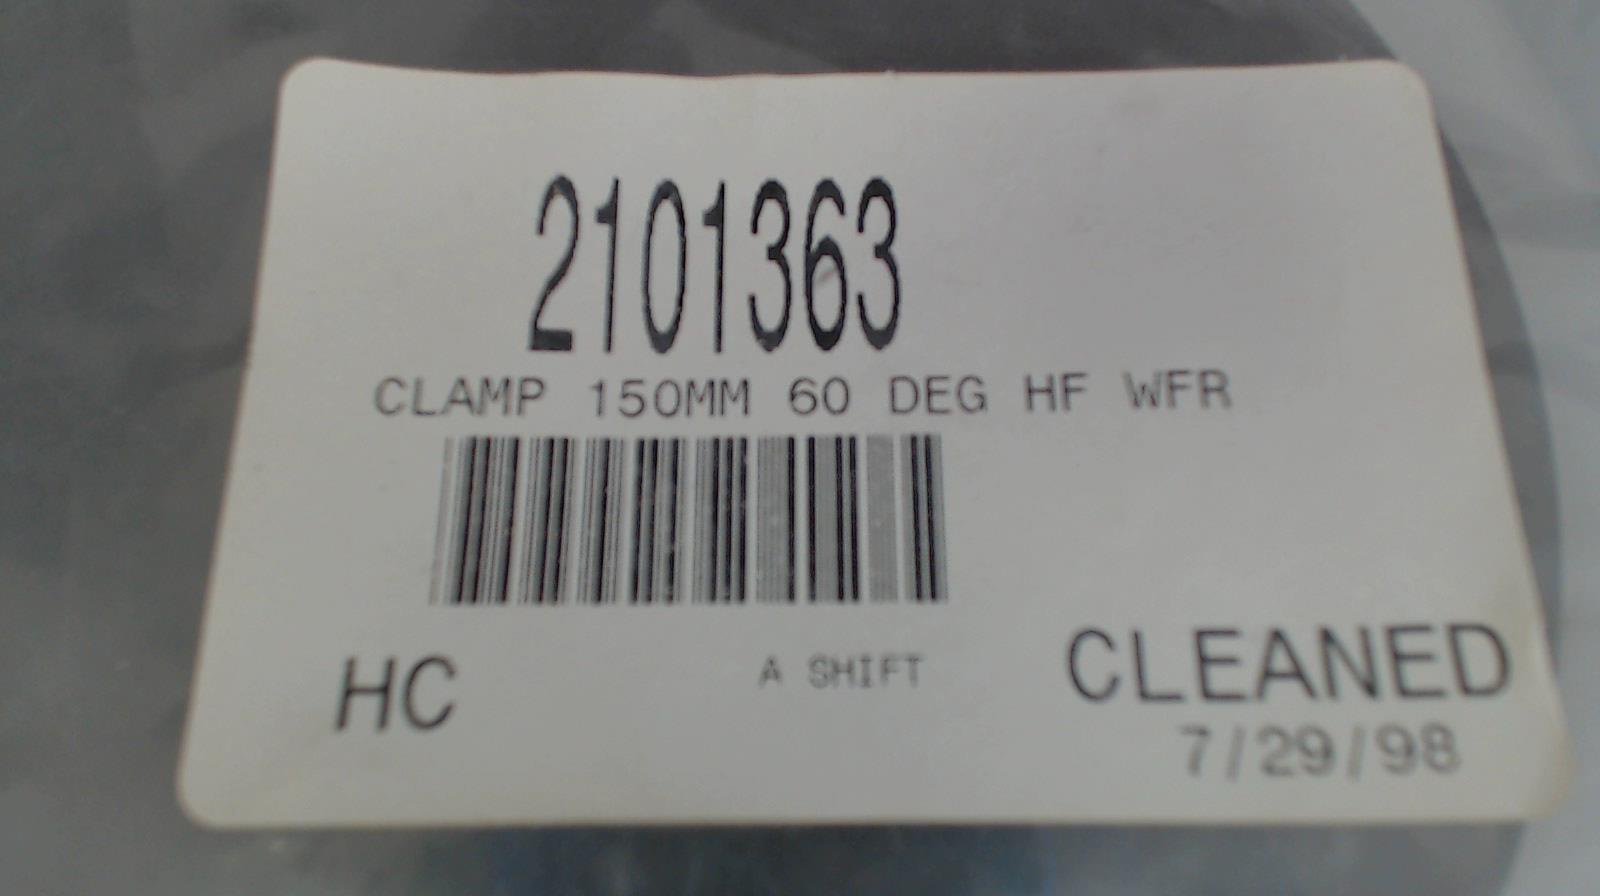 2101363
CLAMP 150MM 60 DEG HF WFR
HC
A SHIFT
CLEANED
7/29/98